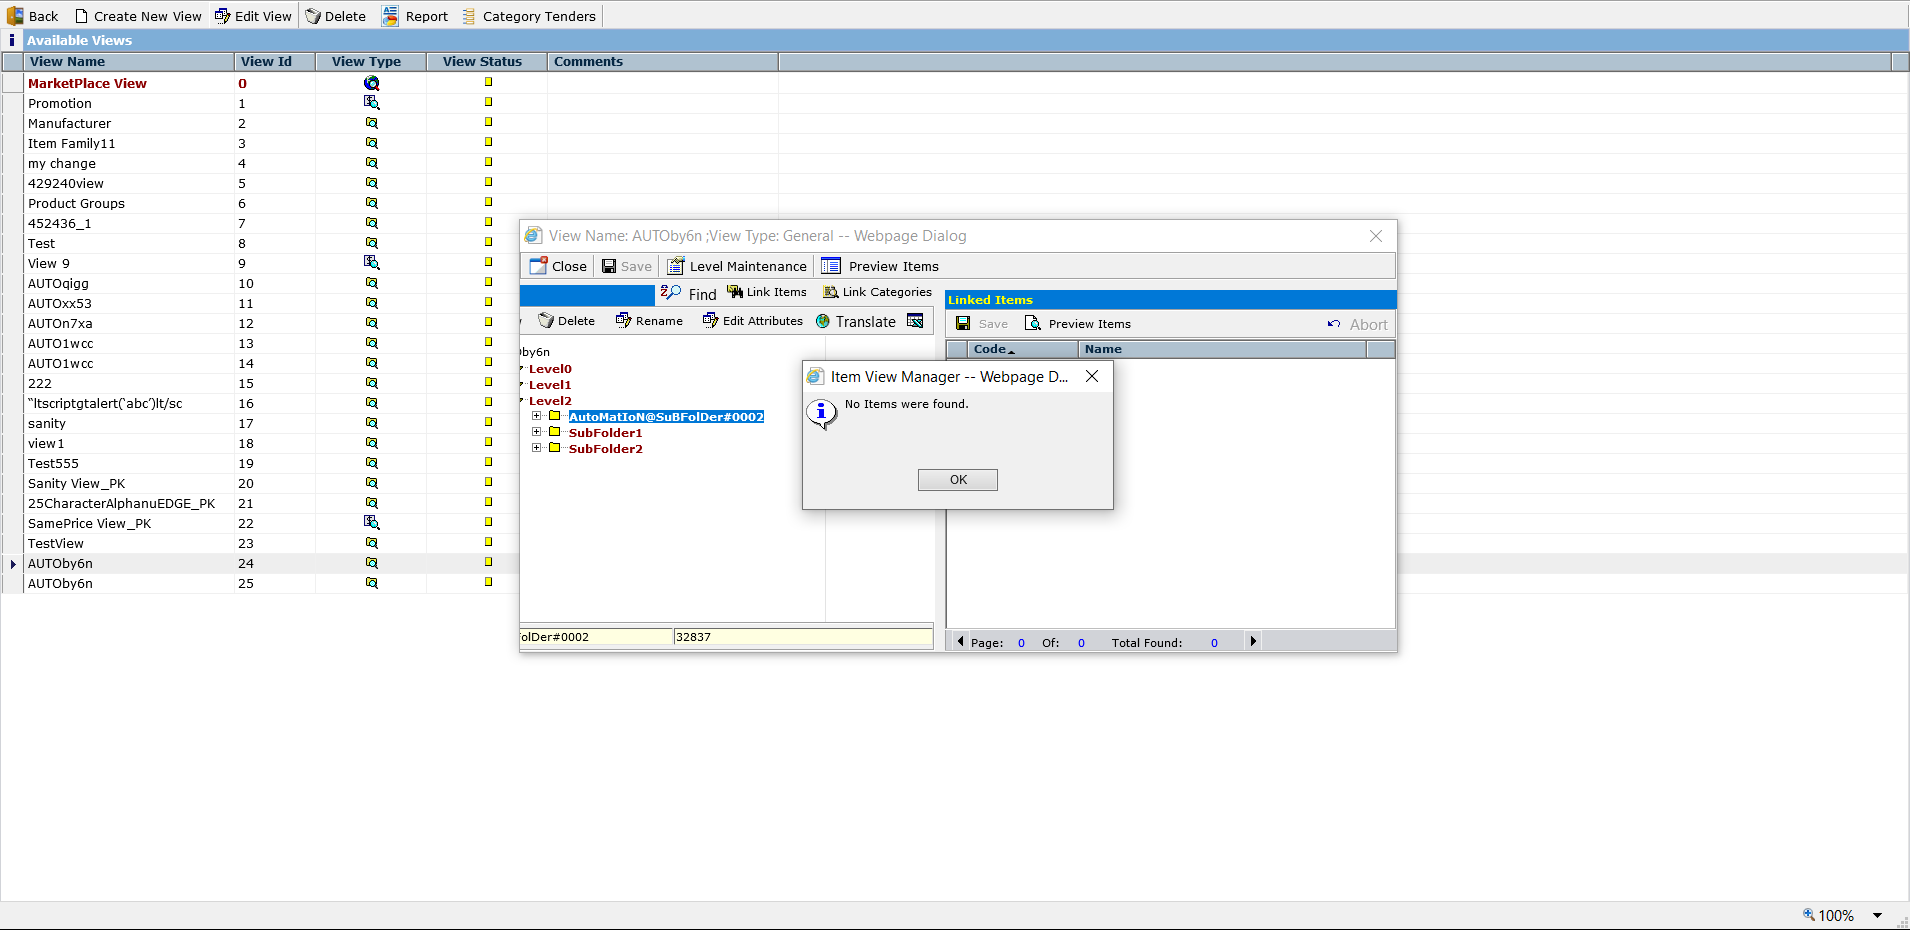 Back Create New View Edit View Delete Report Category Tenders
Available Views
View Name View Id View Type View Status Comments
MarketPlace View 0
Promotion 1
Manufacturer 2
Item Family11 3
my change 4
429240view 5
Product Groups 6
452436_1 7
Test 8
View 9 9
AUTOqigg 10
AUTOxx53 11
AUTOn7xa 12
AUTO1wcc 13
AUTO1wcc 14
222 15
"ltscriptgtalert('abc')lt/sc 16
sanity 17
view1 18
Test555 19
Sanity View_PK 20
25CharacterAlphanuEDGE_PK 21
SamePrice View_PK 22
TestView 23
AUTOby6n 24
AUTOby6n 25
View Name: AUTOby6n ;View Type: General -- Webpage Dialog
Close Save Level Maintenance Preview Items
Find Link Items Link Categories
Delete Rename Edit Attributes Translate
by6n
Level0
Level1
Level2
AutoMatIoN@SuBFolDer#0002
SubFolder1
SubFolder2
olDer#0002 32837
Linked Items
Save Preview Items Abort
Code Name
Page: 0 Of: 0 Total Found: 0
Item View Manager -- Webpage D...
No Items were found.
OK
100%